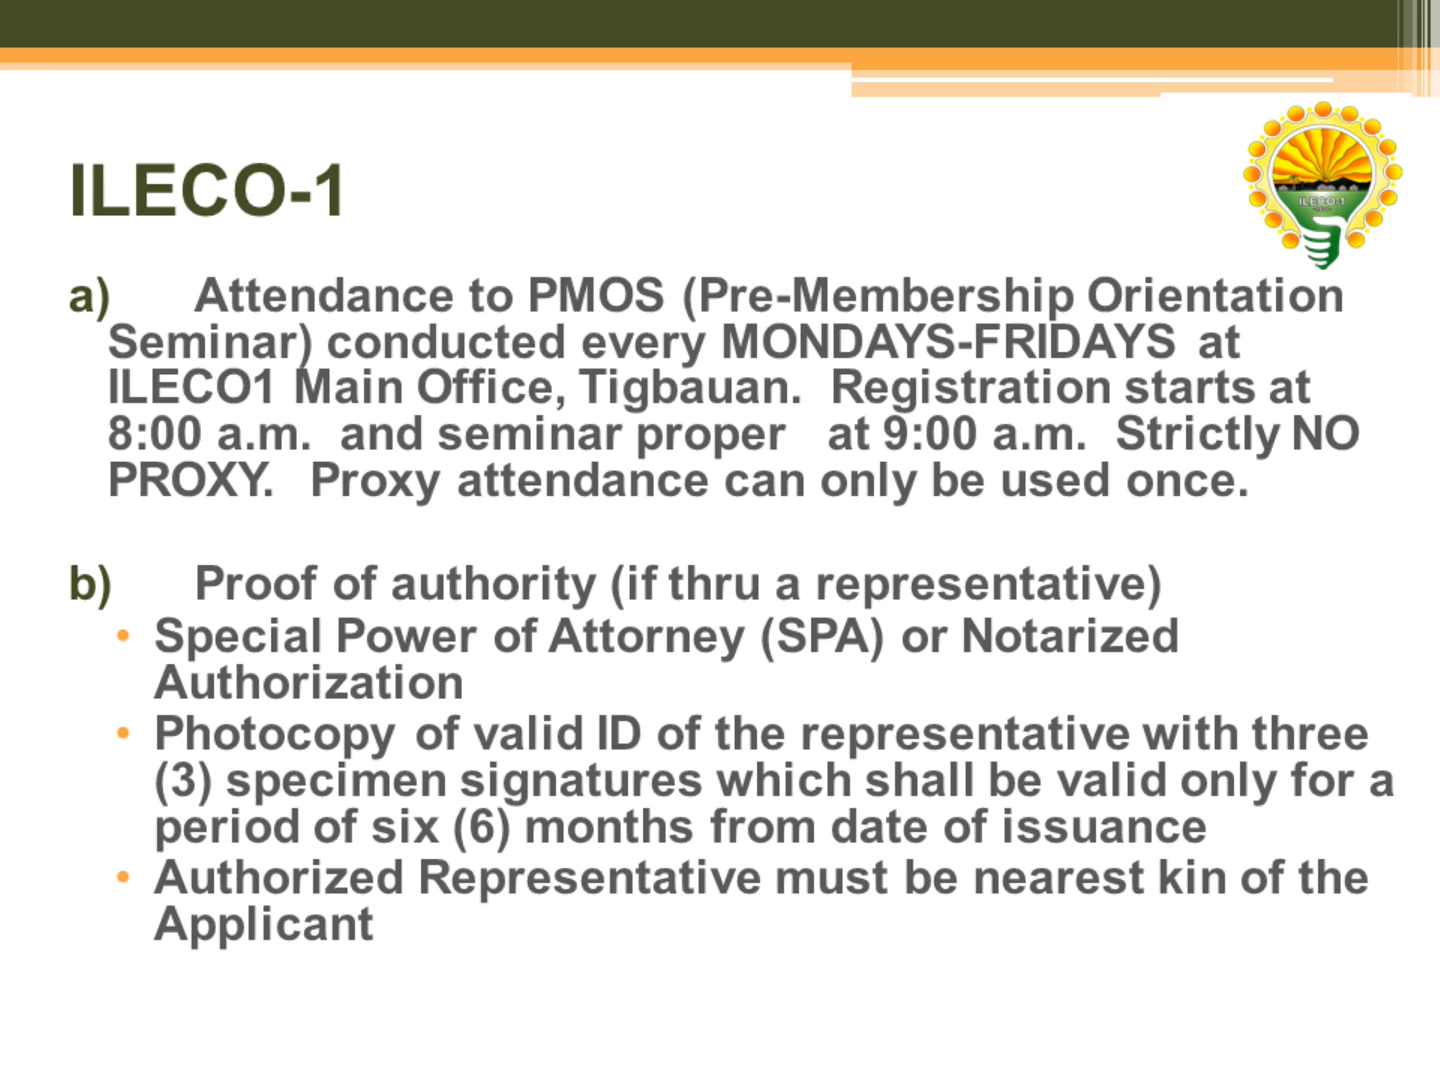 ILECO-1
ILECO-1
a) Attendance to PMOS (Pre-Membership Orientation
Seminar) conducted every MONDAYS-FRIDAYS at
ILECO1 Main Office, Tigbauan. Registration starts at
8:00 a.m. and seminar proper at 9:00 a.m. Strictly NO
PROXY. Proxy attendance can only be used once.
b) Proof of authority (if thru a representative)
• Special Power of Attorney (SPA) or Notarized
Authorization
• Photocopy of valid ID of the representative with three
(3) specimen signatures which shall be valid only for a
period of six (6) months from date of issuance
• Authorized Representative must be nearest kin of the
Applicant